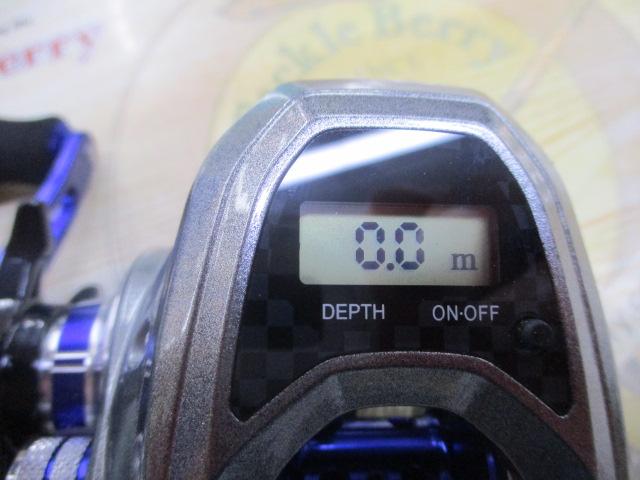 erry
ckle Berry
0.0 m
DEPTH ON·OFF